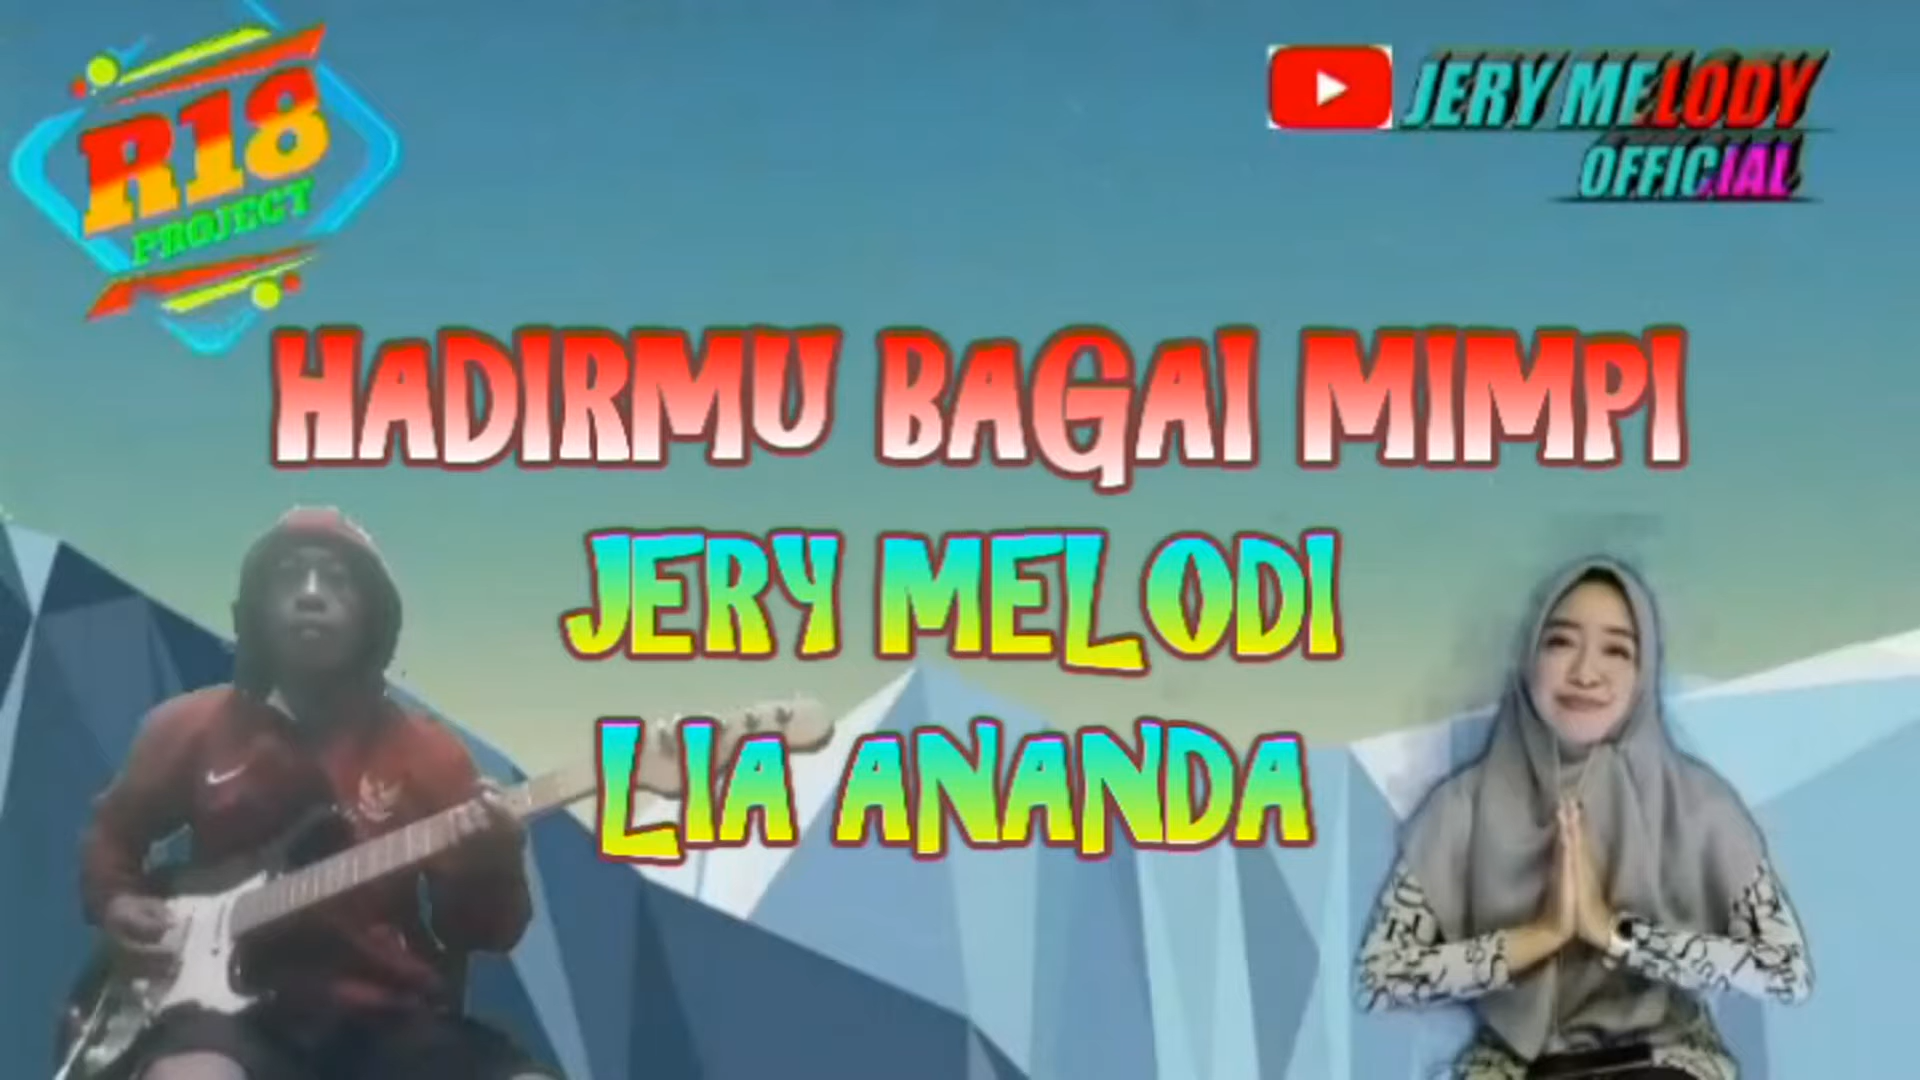 R18
PROJECT
JERY MELODY
OFFICIAL
HADIRMU BAGAI MIMPI
JERY MELODI
LIA ANANDA